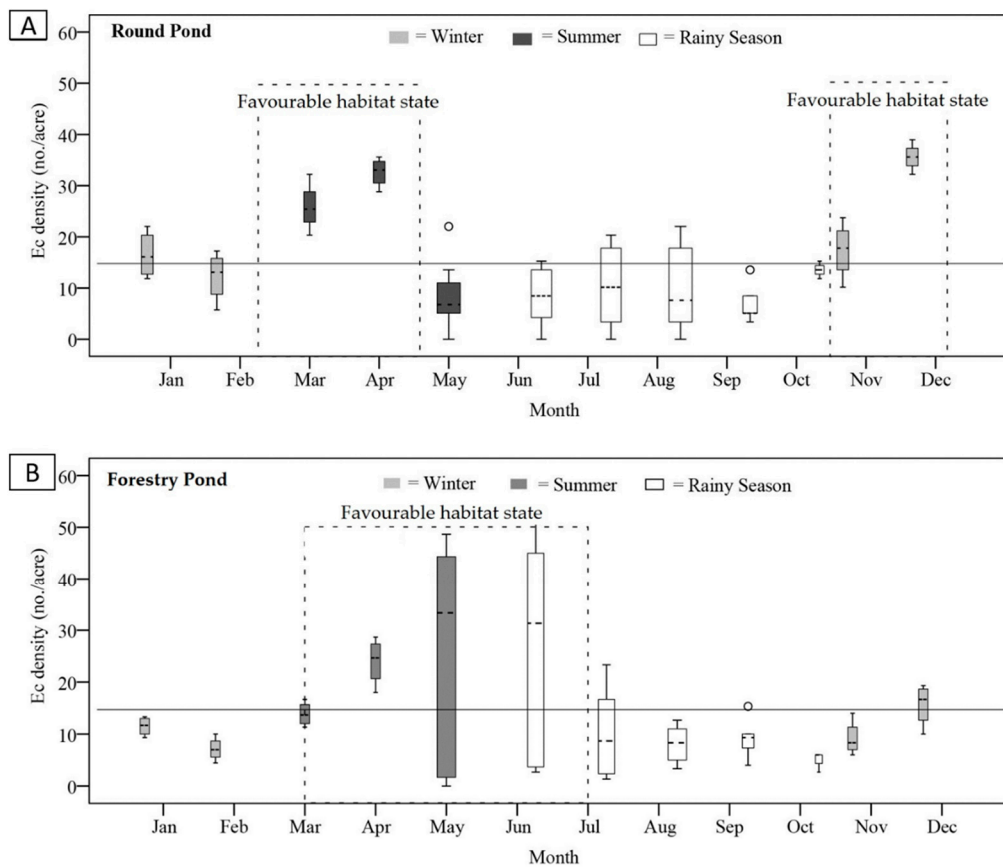 A
Round Pond
= Winter = Summer = Rainy Season
Favourable habitat state
Favourable habitat state
Ec density (no./acre)
60
50
40
30
20
10
0
Jan Feb Mar Apr May Jun Jul Aug Sep Oct Nov Dec
Month
B
Forestry Pond
= Winter = Summer = Rainy Season
Favourable habitat state
Ec density (no./acre)
60
50
40
30
20
10
0
Jan Feb Mar Apr May Jun Jul Aug Sep Oct Nov Dec
Month